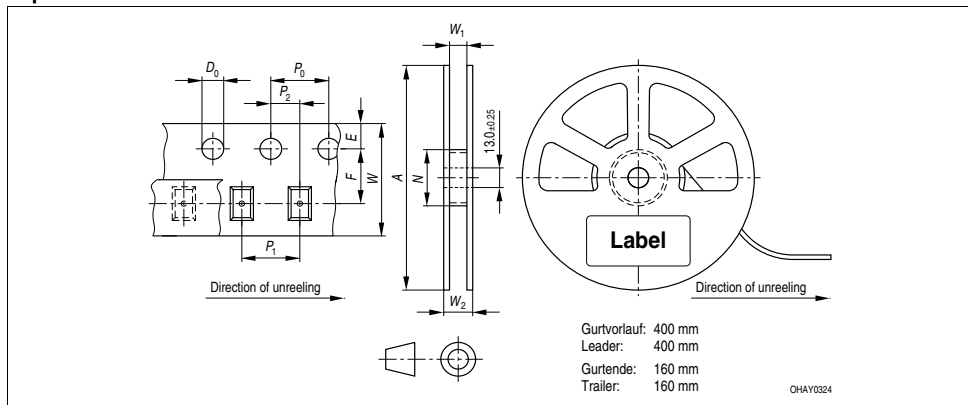 W1
D0
P0
P2
E
F
W
A
N
13.0±0.25
P1
W2
Label
Direction of unreeling
Direction of unreeling
Gurtvorlauf: 400 mm
Leader: 400 mm
Gurtende: 160 mm
Trailer: 160 mm
OHAY0324